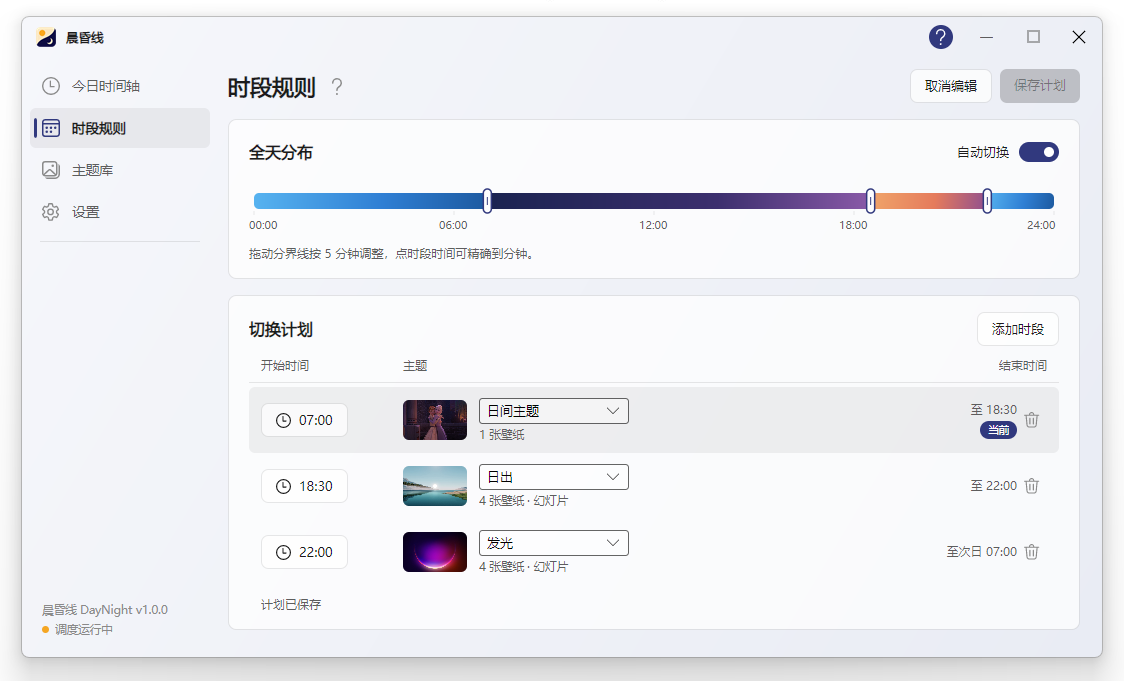 晨昏线
?
今日时间轴
时段规则
主题库
设置
晨昏线 DayNight v1.0.0
调度运行中
时段规则 ?
取消编辑
保存计划
全天分布
自动切换
00:00 06:00 12:00 18:00 24:00
拖动分界线按 5 分钟调整，点时段时间可精确到分钟。
切换计划
添加时段
开始时间 主题 结束时间
07:00
日间主题
1 张壁纸
至 18:30
当前
18:30
日出
4 张壁纸 · 幻灯片
至 22:00
22:00
发光
4 张壁纸 · 幻灯片
至次日 07:00
计划已保存